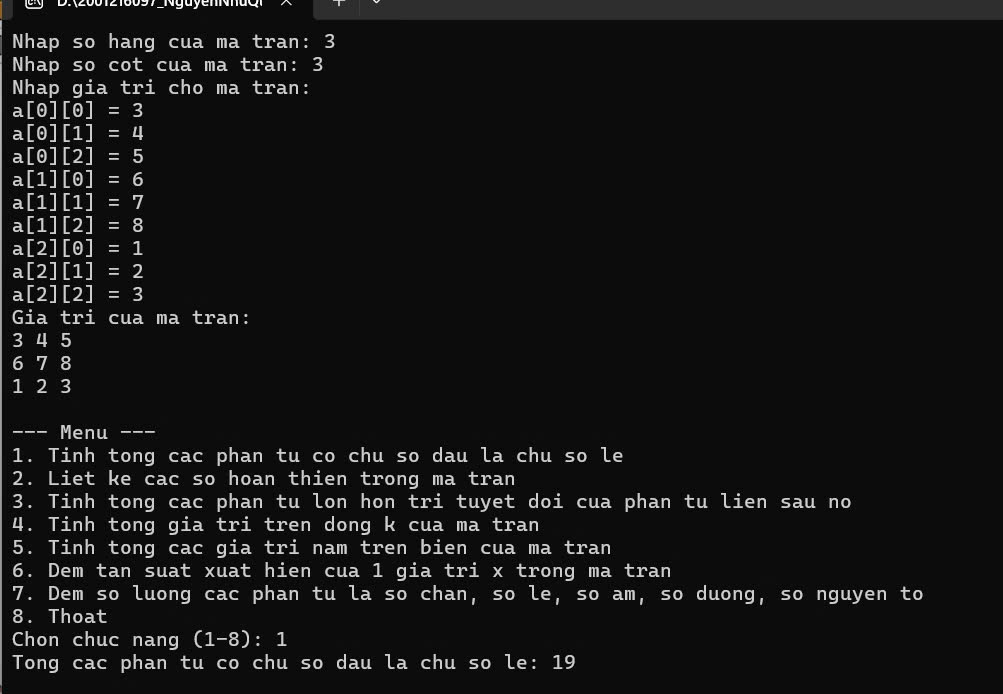 D:\2001216097_NguyenNhuQu
Nhap so hang cua ma tran: 3
Nhap so cot cua ma tran: 3
Nhap gia tri cho ma tran:
a[0][0] = 3
a[0][1] = 4
a[0][2] = 5
a[1][0] = 6
a[1][1] = 7
a[1][2] = 8
a[2][0] = 1
a[2][1] = 2
a[2][2] = 3
Gia tri cua ma tran:
3 4 5
6 7 8
1 2 3
--- Menu ---
1. Tinh tong cac phan tu co chu so dau la chu so le
2. Liet ke cac so hoan thien trong ma tran
3. Tinh tong cac phan tu lon hon tri tuyet doi cua phan tu lien sau no
4. Tinh tong gia tri tren dong k cua ma tran
5. Tinh tong cac gia tri nam tren bien cua ma tran
6. Dem tan suat xuat hien cua 1 gia tri x trong ma tran
7. Dem so luong cac phan tu la so chan, so le, so am, so duong, so nguyen to
8. Thoat
Chon chuc nang (1-8): 1
Tong cac phan tu co chu so dau la chu so le: 19